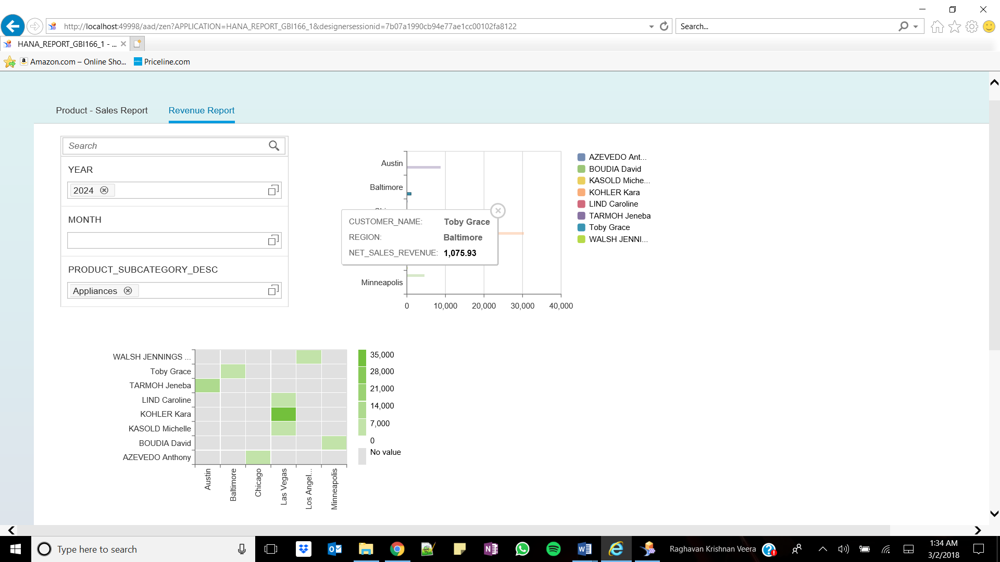 http://localhost:49998/aad/zen?APPLICATION=HANA_REPORT_GBI166_1&designersessionid=7b07a1990cb94e77ae1cc00102fa8122
Search...
HANA_REPORT_GBI166_1 - ...
Amazon.com – Online Sho...
Priceline.com
Product - Sales Report
Revenue Report
Search
YEAR
2024
MONTH
PRODUCT_SUBCATEGORY_DESC
Appliances
Austin
Baltimore
Minneapolis
0
10,000
20,000
30,000
40,000
CUSTOMER_NAME: Toby Grace
REGION: Baltimore
NET_SALES_REVENUE: 1,075.93
AZEVEDO Ant...
BOUDIA David
KASOLD Miche...
KOHLER Kara
LIND Caroline
TARMOH Jeneba
Toby Grace
WALSH JENNI...
WALSH JENNINGS ...
Toby Grace
TARMOH Jeneba
LIND Caroline
KOHLER Kara
KASOLD Michelle
BOUDIA David
AZEVEDO Anthony
Austin
Baltimore
Chicago
Las Vegas
Los Angel...
Minneapolis
35,000
28,000
21,000
14,000
7,000
0
No value
Type here to search
Raghavan Krishnan Veera
1:34 AM
3/2/2018